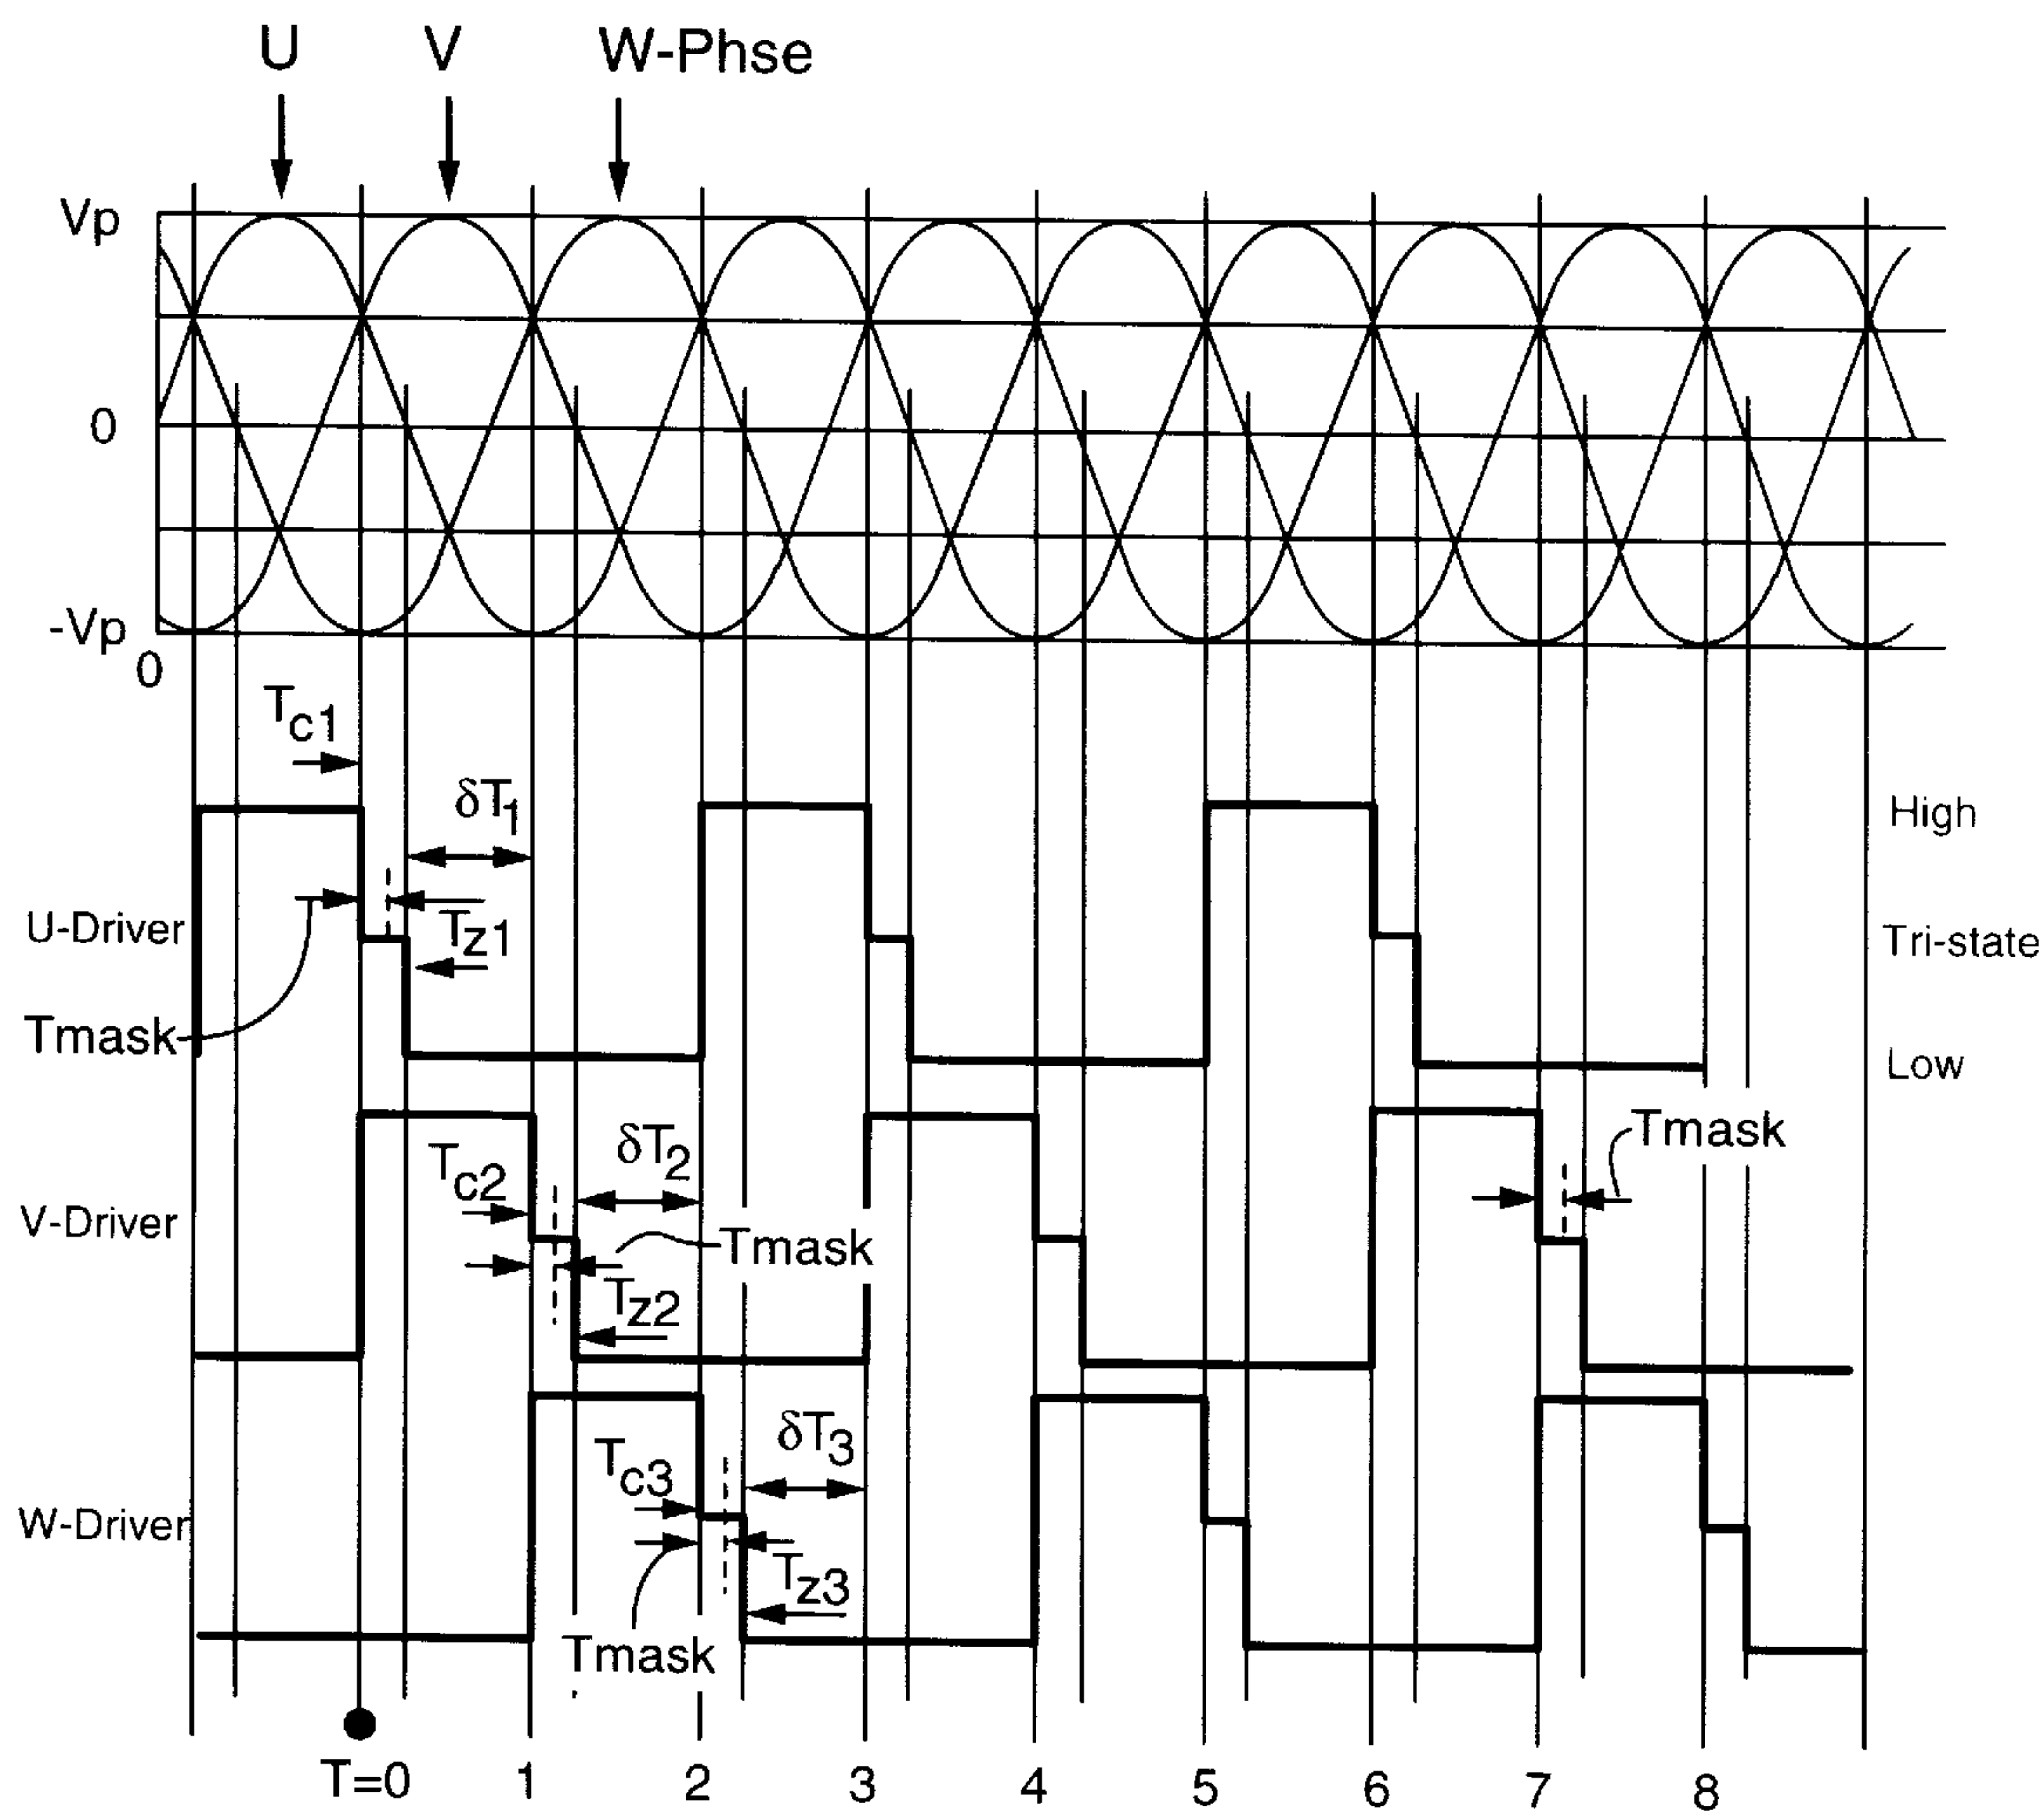 U V W-Phse
Vp
0
-Vp
0
Tc1
δT1
High
U-Driver
Tz1
Tri-state
Tmask
Low
Tmask
Tc2
δT2
V-Driver
Tmask
Tz2
δT3
Tc3
W-Driver
Tz3
Tmask
T=0 1 2 3 4 5 6 7 8